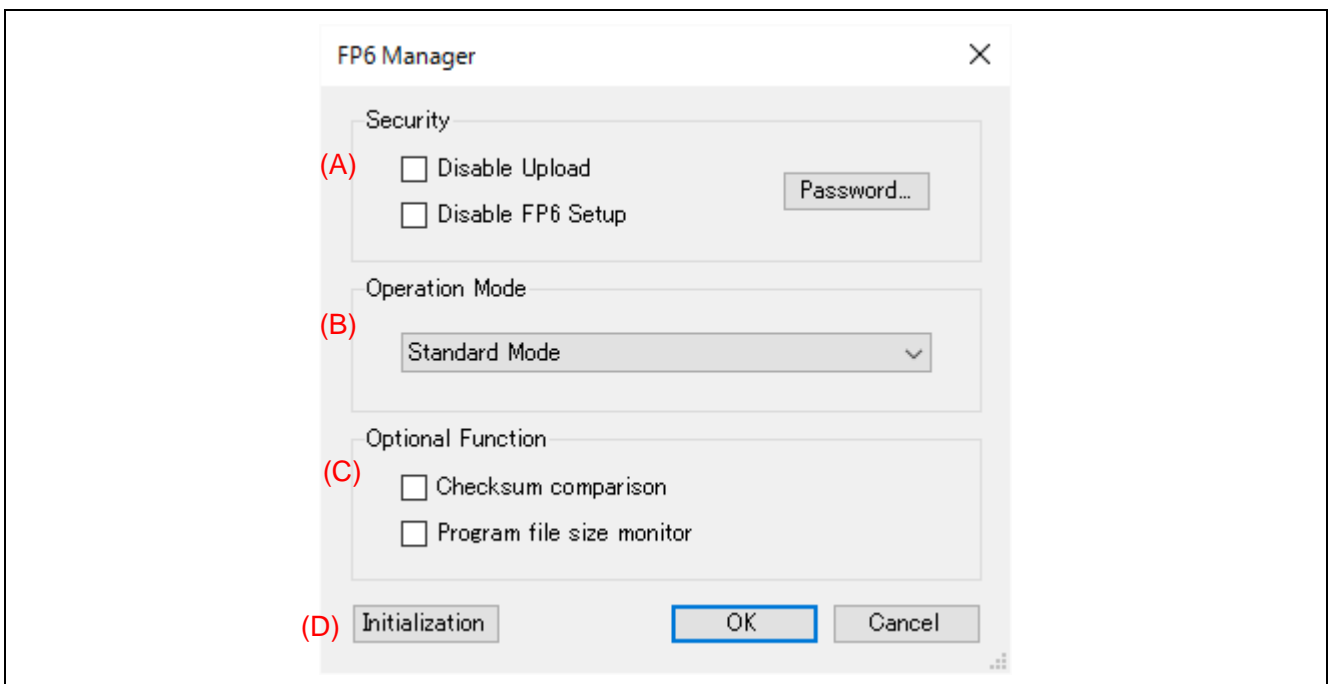 FP6 Manager
Security
(A)
Disable Upload
Password...
Disable FP6 Setup
Operation Mode
(B)
Standard Mode
Optional Function
(C)
Checksum comparison
Program file size monitor
(D) Initialization OK Cancel